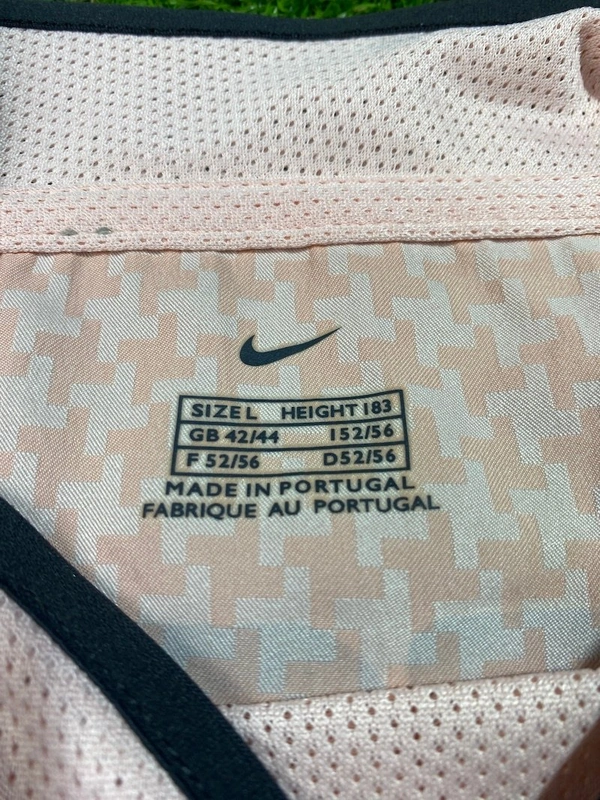 SIZE L HEIGHT 183
GB 42/44 I 52/56
F 52/56 D 52/56
MADE IN PORTUGAL
FABRIQUE AU PORTUGAL